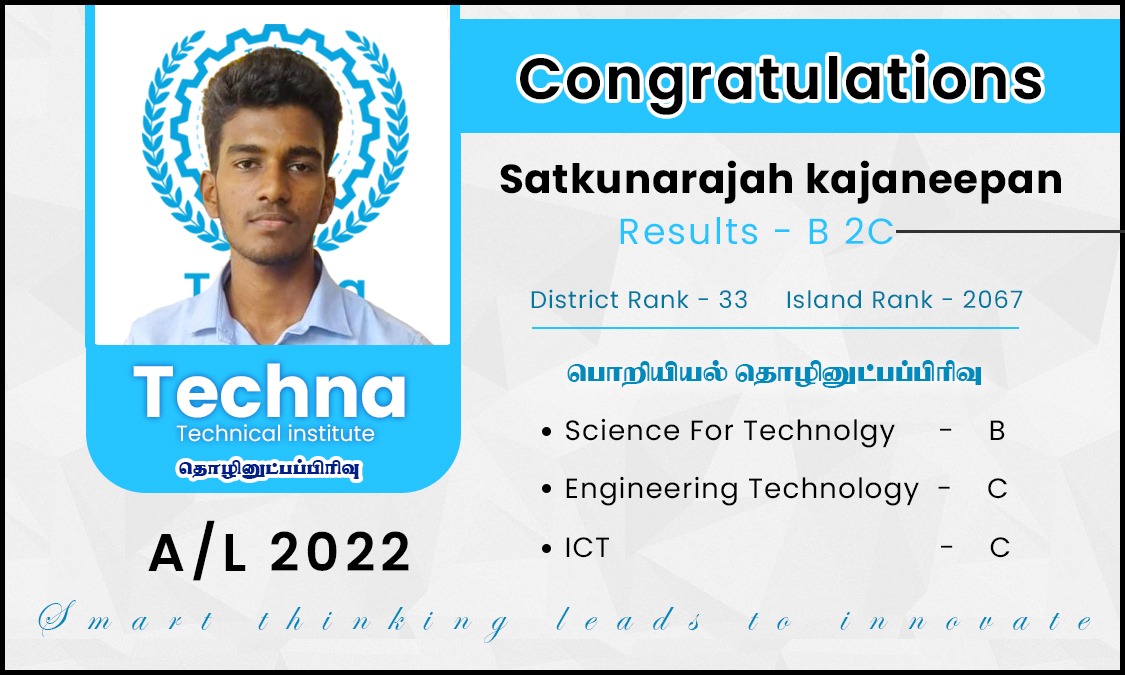 Congratulations
Satkunarajah kajaneepan
Results - B 2C
District Rank - 33 Island Rank - 2067
பொறியியல் தொழினுட்பப்பிரிவு
• Science For Technolgy - B
• Engineering Technology - C
• ICT - C
Techna
Technical institute
தொழினுட்பப்பிரிவு
A/L 2022
Smart thinking leads to innovate